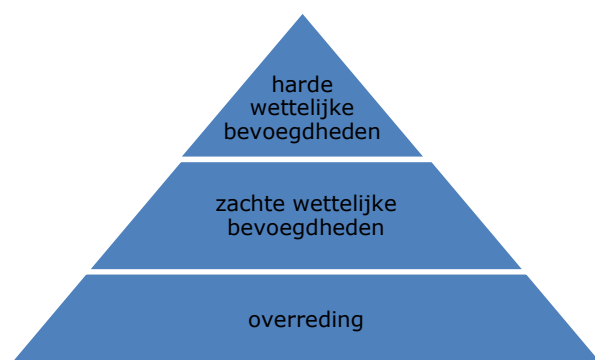 harde
wettelijke
bevoegdheden
zachte wettelijke
bevoegdheden
overreding